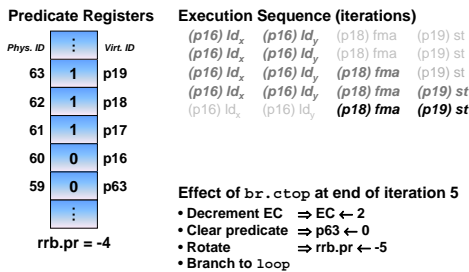 Predicate Registers
Phys. ID ⋮ Virt. ID
63 1 p19
62 1 p18
61 1 p17
60 0 p16
59 0 p63
⋮
rrb.pr = -4
Execution Sequence (iterations)
(p16) ldx (p16) ldy (p18) fma (p19) st
(p16) ldx (p16) ldy (p18) fma (p19) st
(p16) ldx (p16) ldy (p18) fma (p19) st
(p16) ldx (p16) ldy (p18) fma (p19) st
(p16) ldx (p16) ldy (p18) fma (p19) st
Effect of br.ctop at end of iteration 5
• Decrement EC ⇒ EC ← 2
• Clear predicate ⇒ p63 ← 0
• Rotate ⇒ rrb.pr ← -5
• Branch to loop